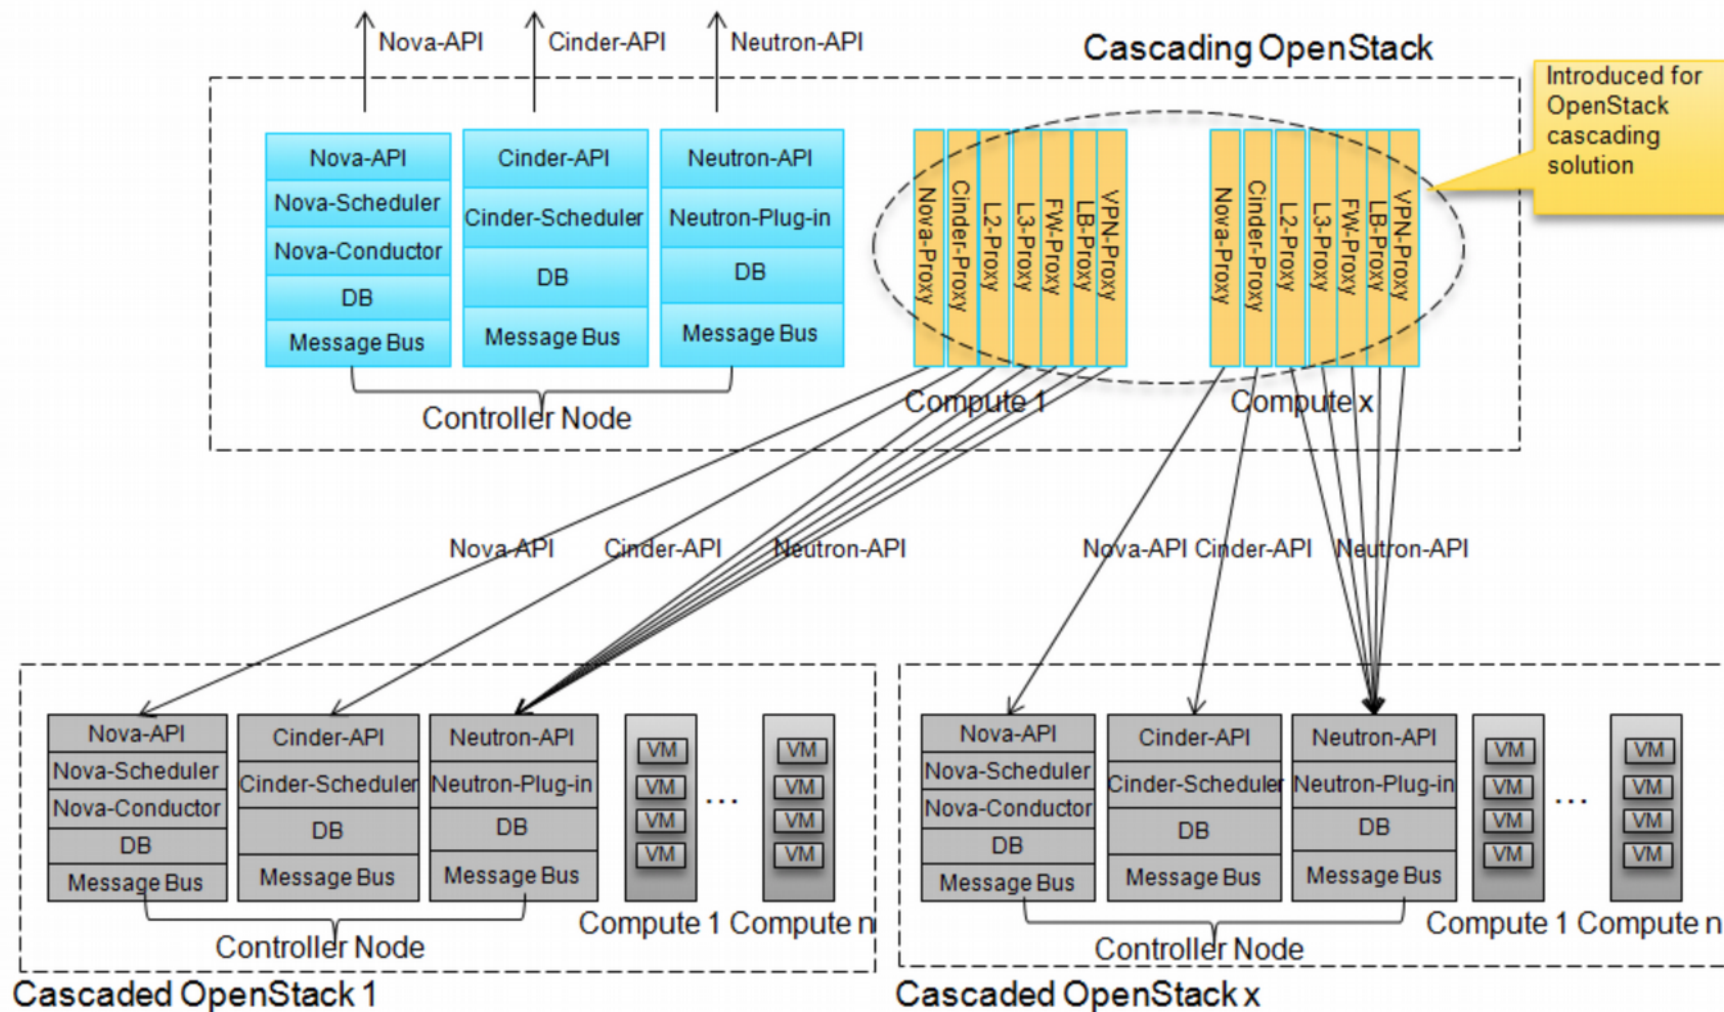 Nova-API
Cinder-API
Neutron-API
Cascading OpenStack
Introduced for
OpenStack
cascading
solution
Nova-API
Nova-Scheduler
Nova-Conductor
DB
Message Bus
Cinder-API
Cinder-Scheduler
DB
Message Bus
Neutron-API
Neutron-Plug-in
DB
Message Bus
Controller Node
Nova-Proxy
Cinder-Proxy
L2-Proxy
L3-Proxy
FW-Proxy
LB-Proxy
VPN-Proxy
Compute 1
Nova-Proxy
Cinder-Proxy
L2-Proxy
L3-Proxy
FW-Proxy
LB-Proxy
VPN-Proxy
Compute x
Nova-API
Cinder-API
Neutron-API
Nova-API
Cinder-API
Neutron-API
Nova-API
Nova-Scheduler
Nova-Conductor
DB
Message Bus
Cinder-API
Cinder-Scheduler
DB
Message Bus
Neutron-API
Neutron-Plug-in
DB
Message Bus
Controller Node
VM
VM
VM
VM
Compute 1
...
VM
VM
VM
VM
Compute n
Cascaded OpenStack 1
Nova-API
Nova-Scheduler
Nova-Conductor
DB
Message Bus
Cinder-API
Cinder-Scheduler
DB
Message Bus
Neutron-API
Neutron-Plug-in
DB
Message Bus
Controller Node
VM
VM
VM
VM
Compute 1
...
VM
VM
VM
VM
Compute n
Cascaded OpenStack x